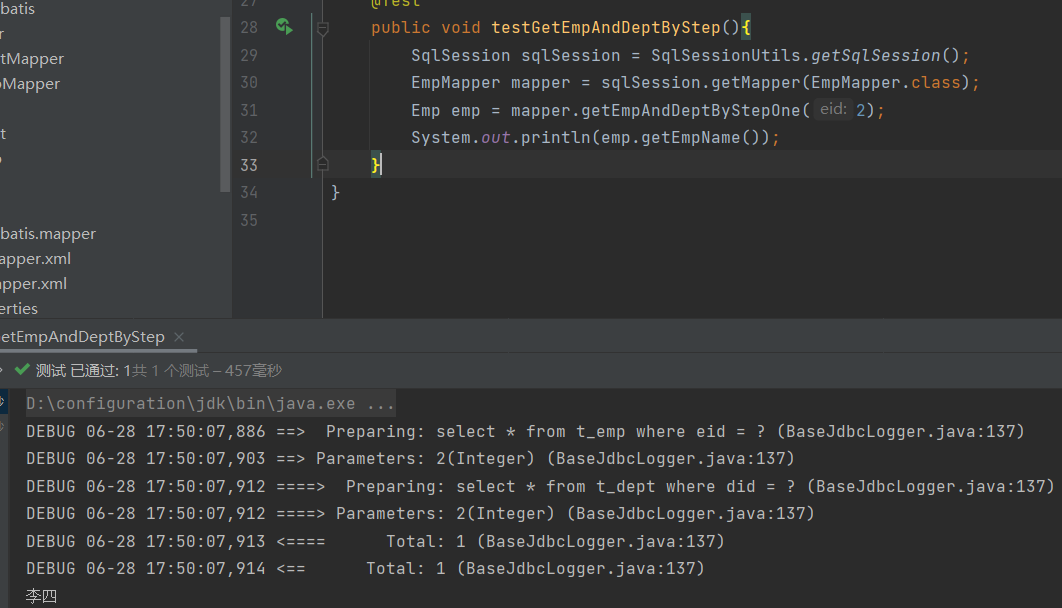 batis
r
tMapper
Mapper
t
batis.mapper
apper.xml
apper.xml
erties
27 @Test
28 public void testGetEmpAndDeptByStep(){
29 SqlSession sqlSession = SqlSessionUtils.getSqlSession();
30 EmpMapper mapper = sqlSession.getMapper(EmpMapper.class);
31 Emp emp = mapper.getEmpAndDeptByStepOne( eid: 2);
32 System.out.println(emp.getEmpName());
33 }
34 }
35
etEmpAndDeptByStep ×
测试 已通过: 1共 1 个测试 – 457毫秒
D:\configuration\jdk\bin\java.exe ...
DEBUG 06-28 17:50:07,886 ==>  Preparing: select * from t_emp where eid = ? (BaseJdbcLogger.java:137)
DEBUG 06-28 17:50:07,903 ==> Parameters: 2(Integer) (BaseJdbcLogger.java:137)
DEBUG 06-28 17:50:07,912 ====>  Preparing: select * from t_dept where did = ? (BaseJdbcLogger.java:137)
DEBUG 06-28 17:50:07,912 ====> Parameters: 2(Integer) (BaseJdbcLogger.java:137)
DEBUG 06-28 17:50:07,913 <====      Total: 1 (BaseJdbcLogger.java:137)
DEBUG 06-28 17:50:07,914 <==      Total: 1 (BaseJdbcLogger.java:137)
李四